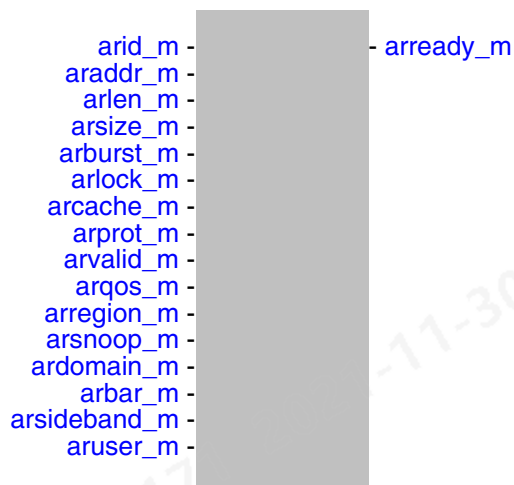 arid_m - - arready_m
araddr_m -
arlen_m -
arsize_m -
arburst_m -
arlock_m -
arcache_m -
arprot_m -
arvalid_m -
arqos_m -
arregion_m -
arsnoop_m -
ardomain_m -
arbar_m -
arsideband_m -
aruser_m -